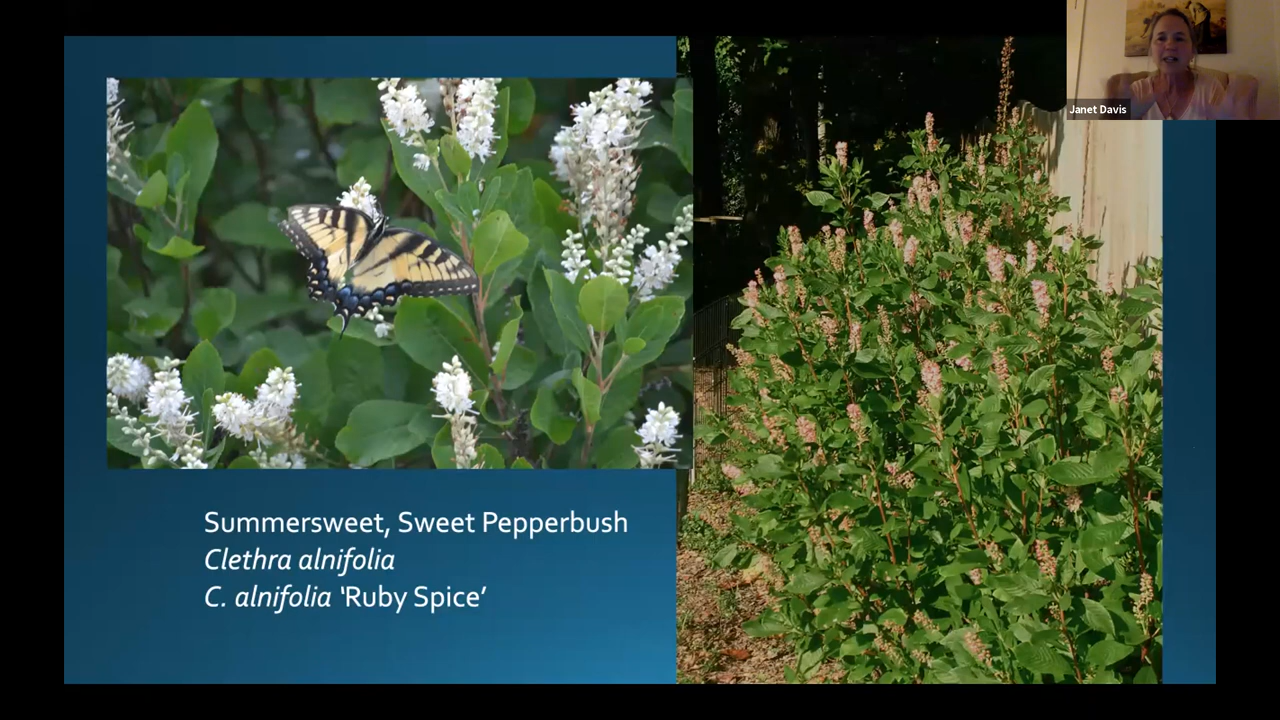 Janet Davis
Summersweet, Sweet Pepperbush
Clethra alnifolia
C. alnifolia ‘Ruby Spice’